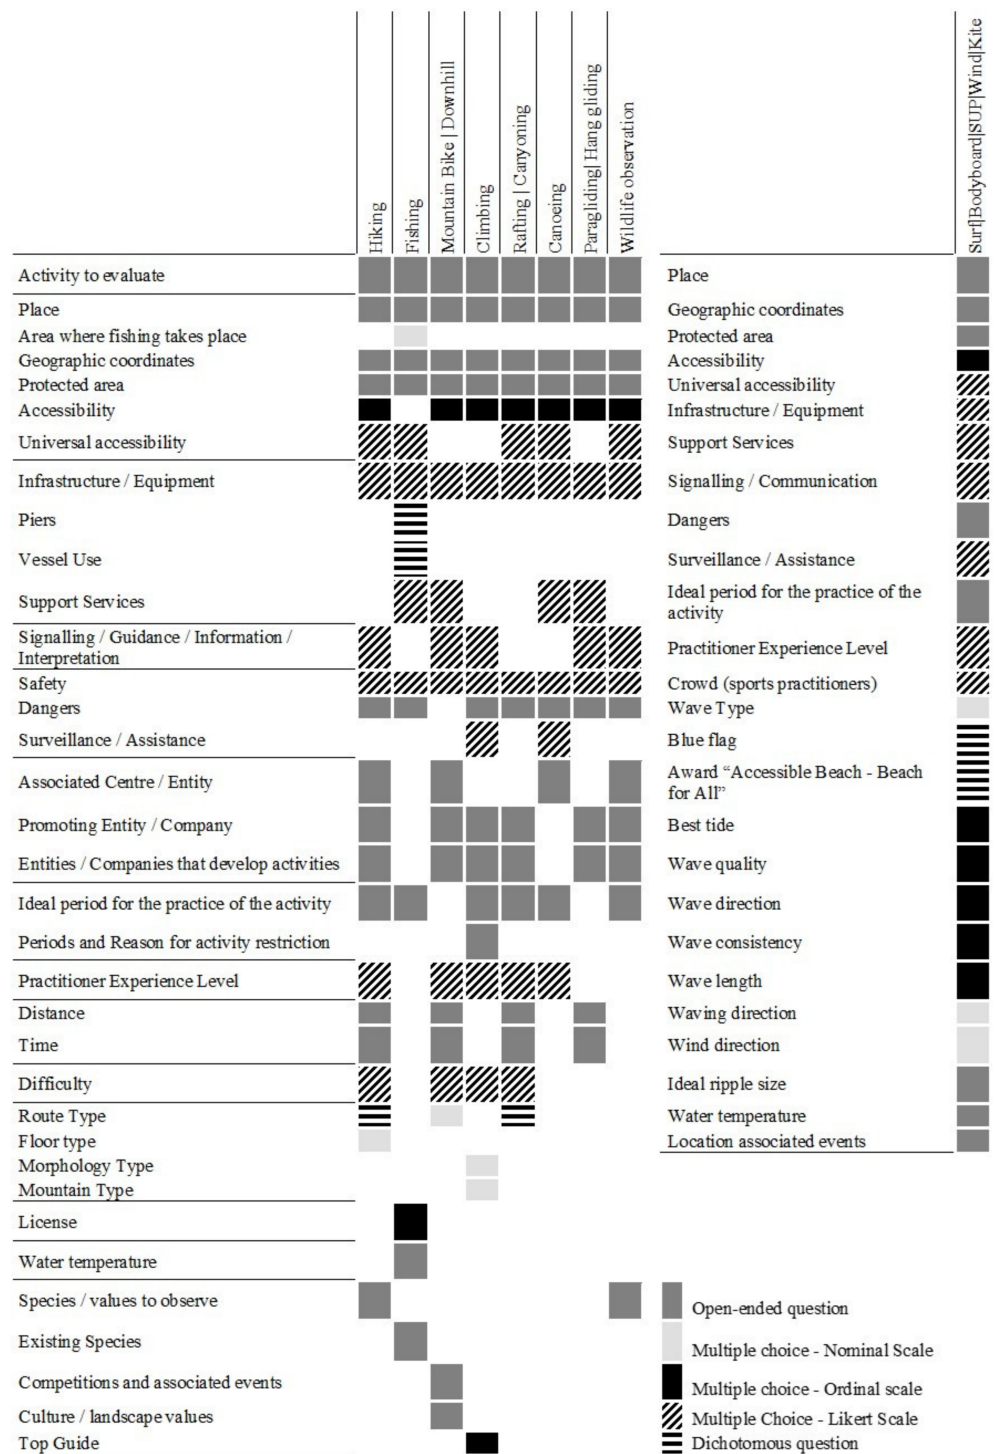 Hiking
Fishing
Mountain Bike | Downhill
Climbing
Rafting | Canyoning
Canoeing
Paragliding| Hang gliding
Wildlife observation
Activity to evaluate
Place
Area where fishing takes place
Geographic coordinates
Protected area
Accessibility
Universal accessibility
Infrastructure / Equipment
Piers
Vessel Use
Support Services
Signalling / Guidance / Information /
Interpretation
Safety
Dangers
Surveillance / Assistance
Associated Centre / Entity
Promoting Entity / Company
Entities / Companies that develop activities
Ideal period for the practice of the activity
Periods and Reason for activity restriction
Practitioner Experience Level
Distance
Time
Difficulty
Route Type
Floor type
Morphology Type
Mountain Type
License
Water temperature
Species / values to observe
Existing Species
Competitions and associated events
Culture / landscape values
Top Guide
Surf|Bodyboard|SUP|Wind|Kite
Place
Geographic coordinates
Protected area
Accessibility
Universal accessibility
Infrastructure / Equipment
Support Services
Signalling / Communication
Dangers
Surveillance / Assistance
Ideal period for the practice of the
activity
Practitioner Experience Level
Crowd (sports practitioners)
Wave Type
Blue flag
Award “Accessible Beach - Beach
for All”
Best tide
Wave quality
Wave direction
Wave consistency
Wave length
Waving direction
Wind direction
Ideal ripple size
Water temperature
Location associated events
Open-ended question
Multiple choice - Nominal Scale
Multiple choice - Ordinal scale
Multiple Choice - Likert Scale
Dichotomous question